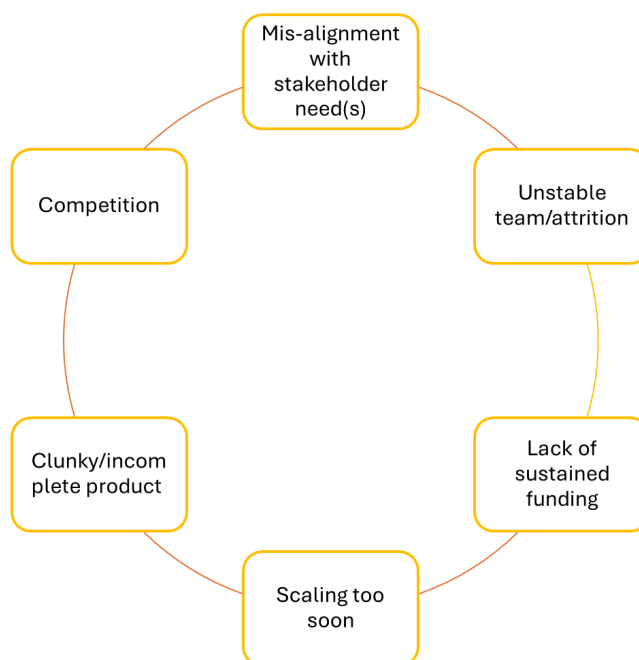 Mis-alignment
with
stakeholder
need(s)
Unstable
team/attrition
Lack of
sustained
funding
Scaling too
soon
Clunky/incom
plete product
Competition